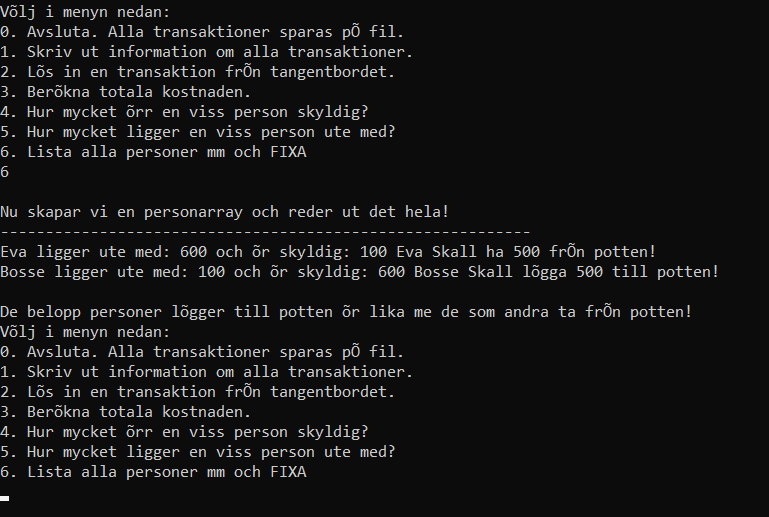 Võlj i menyn nedan:
0. Avsluta. Alla transaktioner sparas pÕ fil.
1. Skriv ut information om alla transaktioner.
2. Lõs in en transaktion frÕn tangentbordet.
3. Berõkna totala kostnaden.
4. Hur mycket õrr en viss person skyldig?
5. Hur mycket ligger en viss person ute med?
6. Lista alla personer mm och FIXA
6
Nu skapar vi en personarray och reder ut det hela!
-----------------------------------------------------------
Eva ligger ute med: 600 och õr skyldig: 100 Eva Skall ha 500 frÕn potten!
Bosse ligger ute med: 100 och õr skyldig: 600 Bosse Skall lõgga 500 till potten!
De belopp personer lõgger till potten õr lika me de som andra ta frÕn potten!
Võlj i menyn nedan:
0. Avsluta. Alla transaktioner sparas pÕ fil.
1. Skriv ut information om alla transaktioner.
2. Lõs in en transaktion frÕn tangentbordet.
3. Berõkna totala kostnaden.
4. Hur mycket õrr en viss person skyldig?
5. Hur mycket ligger en viss person ute med?
6. Lista alla personer mm och FIXA